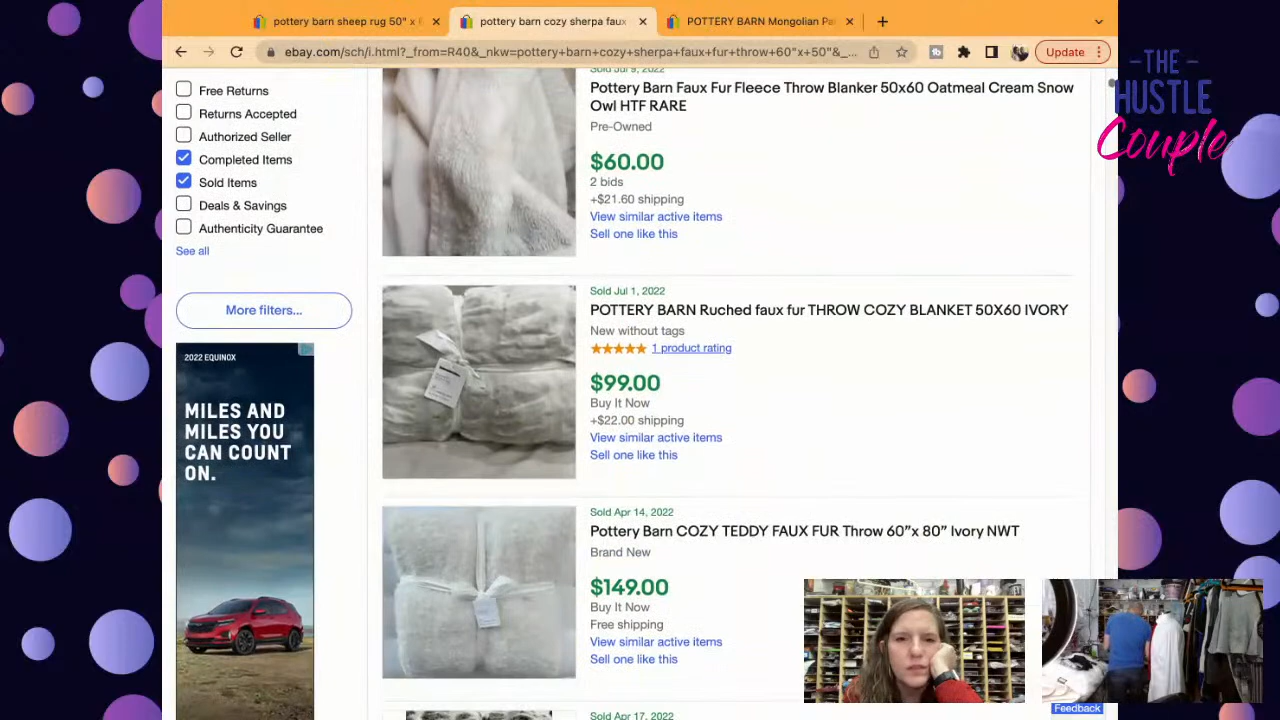 pottery barn sheep rug 50" x
pottery barn cozy sherpa faux
POTTERY BARN Mongolian Pa
ebay.com/sch/i.html?_from=R40&_nkw=pottery+barn+cozy+sherpa+faux+fur+throw+60"x+50"&_...
Update
THE
HUSTLE
Couple
Free Returns
Returns Accepted
Authorized Seller
Completed Items
Sold Items
Deals & Savings
Authenticity Guarantee
See all
More filters...
2022 EQUINOX
MILES AND
MILES YOU
CAN COUNT
ON.
Sold Jul 9, 2022
Pottery Barn Faux Fur Fleece Throw Blanker 50x60 Oatmeal Cream Snow
Owl HTF RARE
Pre-Owned
$60.00
2 bids
+$21.60 shipping
View similar active items
Sell one like this
Sold Jul 1, 2022
POTTERY BARN Ruched faux fur THROW COZY BLANKET 50X60 IVORY
New without tags
1 product rating
$99.00
Buy It Now
+$22.00 shipping
View similar active items
Sell one like this
Sold Apr 14, 2022
Pottery Barn COZY TEDDY FAUX FUR Throw 60”x 80” Ivory NWT
Brand New
$149.00
Buy It Now
Free shipping
View similar active items
Sell one like this
Sold Apr 17, 2022
Feedback